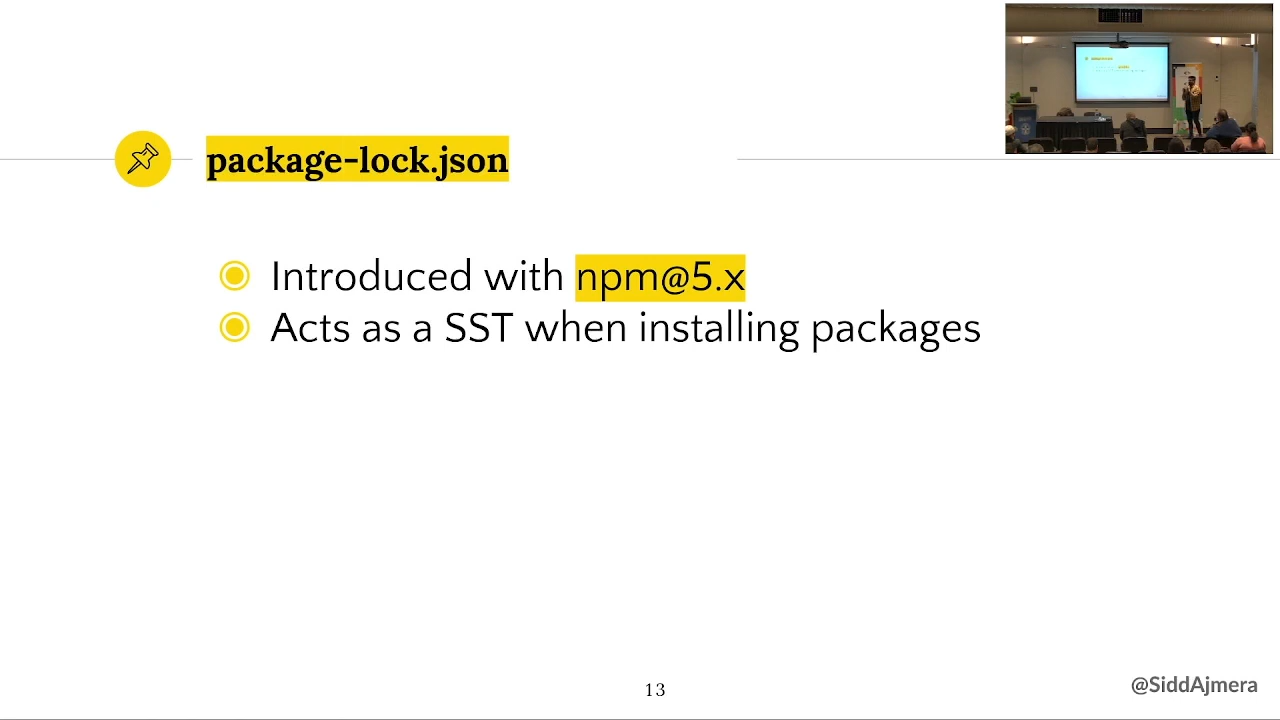 package-lock.json
Introduced with npm@5.x
Acts as a SST when installing packages
13
@SiddAjmera